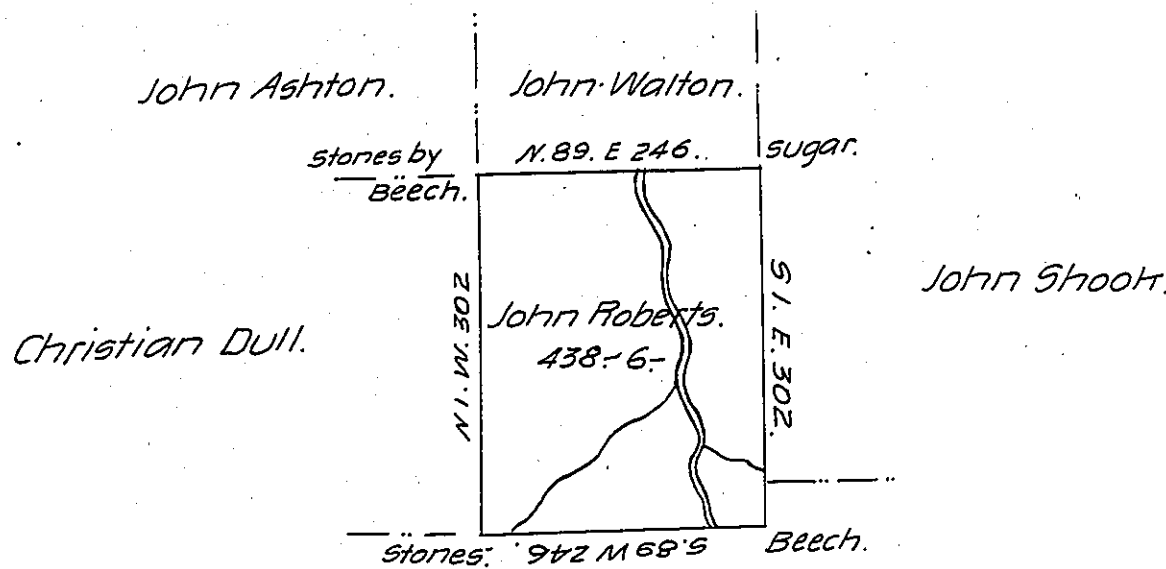 John Ashton.
John Walton.
Stones by
Beech.
N. 89. E 246..
sugar.
N 1. W. 302
John Roberts.
438.-6-
S 1. E. 302.
John Shook.
Christian Dull.
Stones.
S. 89 W 246.
Beech.